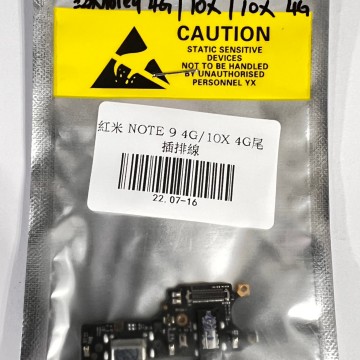 Note9 4G / 10X / 10X 4G
CAUTION
STATIC SENSITIVE
DEVICES
NOT TO BE HANDLED
BY UNAUTHORISED
PERSONNEL YX
紅米 NOTE 9 4G/10X 4G尾
插排線
22.07-16